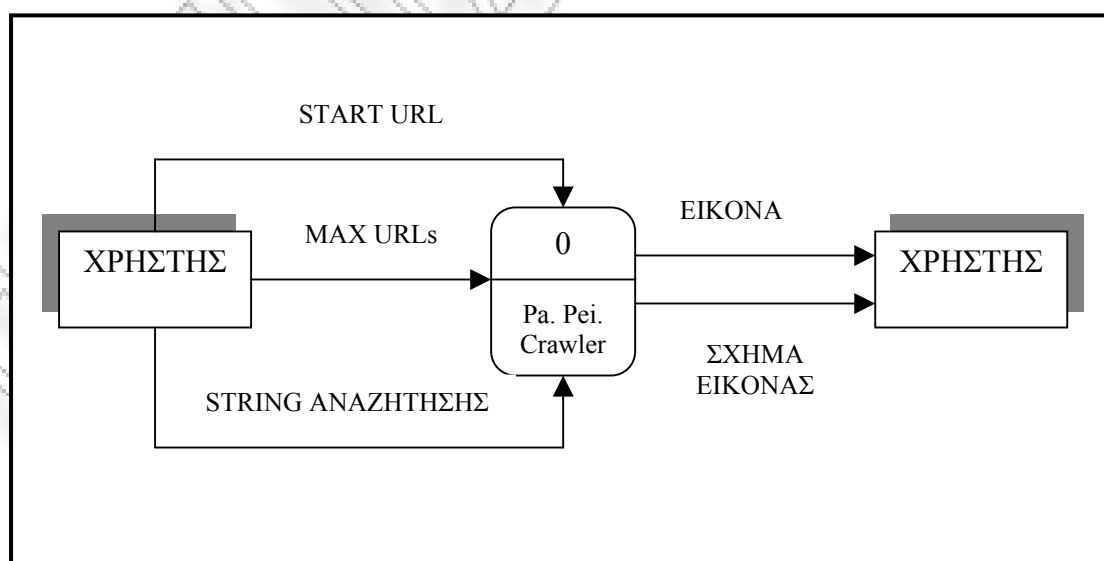 START URL
ΧΡΗΣΤΗΣ
MAX URLs
STRING ΑΝΑΖΗΤΗΣΗΣ
0
Pa. Pei.
Crawler
ΕΙΚΟΝΑ
ΣΧΗΜΑ
ΕΙΚΟΝΑΣ
ΧΡΗΣΤΗΣ